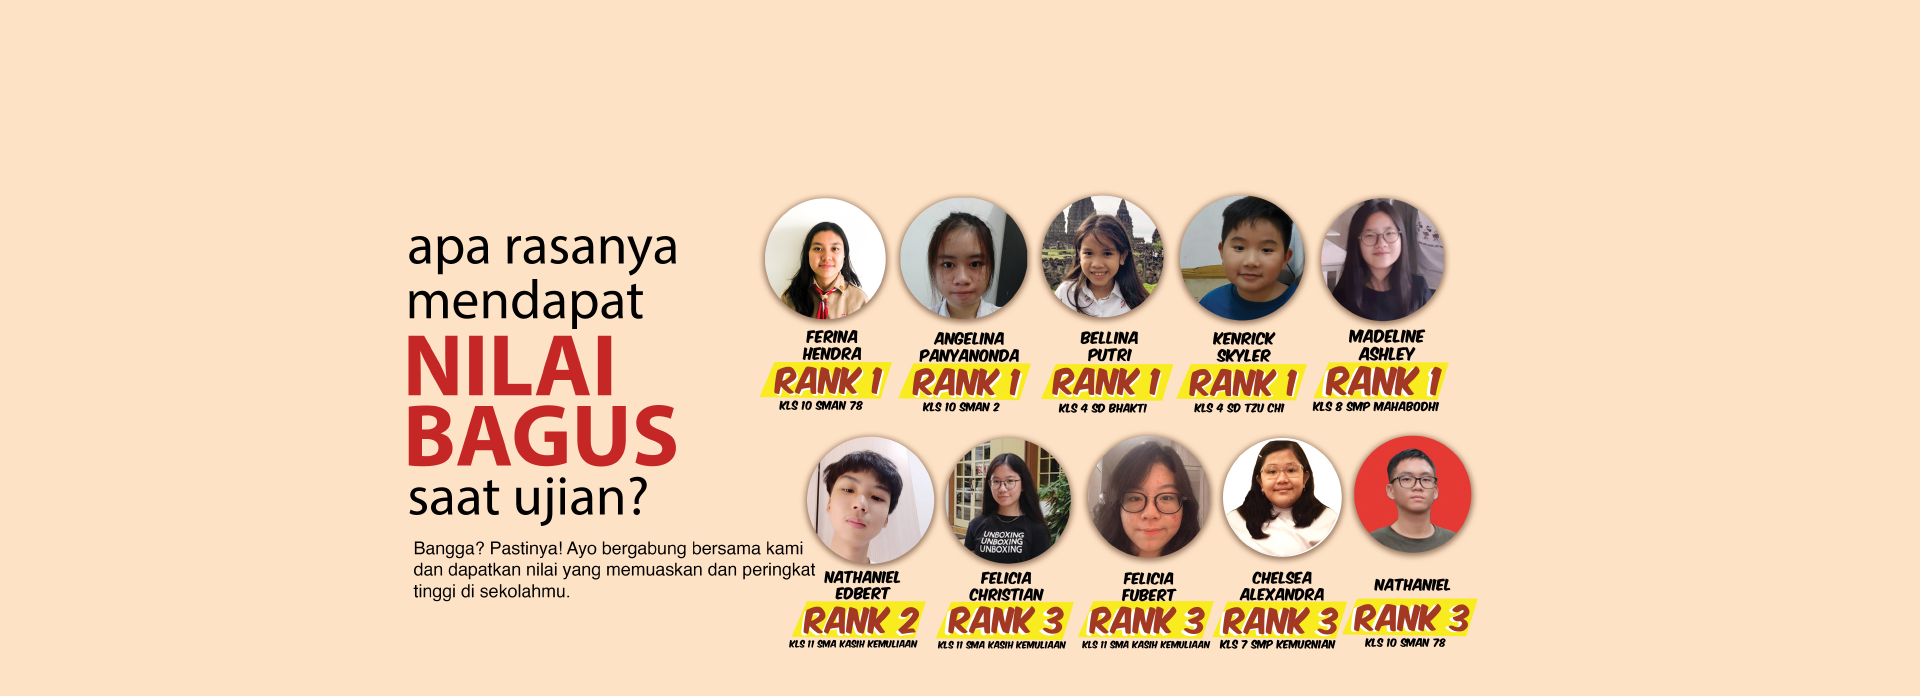 apa rasanya
mendapat
NILAI
BAGUS
saat ujian?
Bangga? Pastinya! Ayo bergabung bersama kami
dan dapatkan nilai yang memuaskan dan peringkat
tinggi di sekolahmu.
FERINA
HENDRA
RANK 1
KLS 10 SMAN 78
ANGELINA
PANYANONDA
RANK 1
KLS 10 SMAN 2
BELLINA
PUTRI
RANK 1
KLS 4 SD BHAKTI
KENRICK
SKYLER
RANK 1
KLS 4 SD TZU CHI
MADELINE
ASHLEY
RANK 1
KLS 8 SMP MAHABODHI
NATHANIEL
EDBERT
RANK 2
KLS 11 SMA KASIH KEMULIAAN
UNBOXING
UNBOXING
UNBOXING
FELICIA
CHRISTIAN
RANK 3
KLS 11 SMA KASIH KEMULIAAN
FELICIA
FUBERT
RANK 3
KLS 11 SMA KASIH KEMULIAAN
CHELSEA
ALEXANDRA
RANK 3
KLS 7 SMP KEMURNIAN
NATHANIEL
RANK 3
KLS 10 SMAN 78